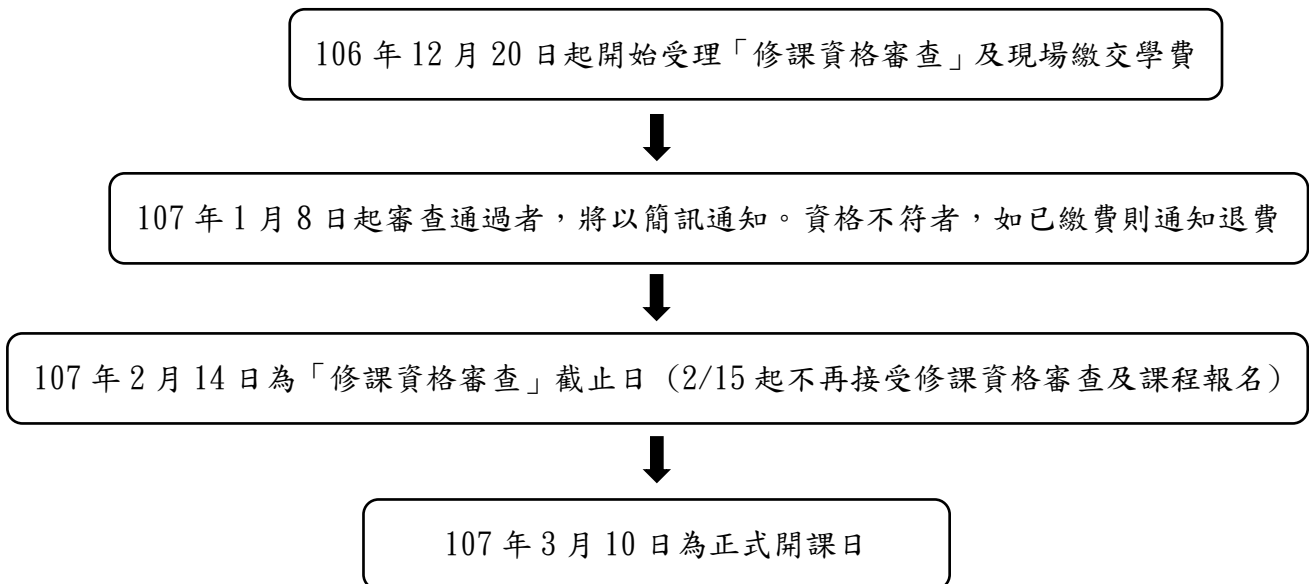 106 年 12 月 20 日起開始受理「修課資格審查」及現場繳交學費
107 年 1 月 8 日起審查通過者，將以簡訊通知。資格不符者，如已繳費則通知退費
107 年 2 月 14 日為「修課資格審查」截止日（2/15 起不再接受修課資格審查及課程報名）
107 年 3 月 10 日為正式開課日